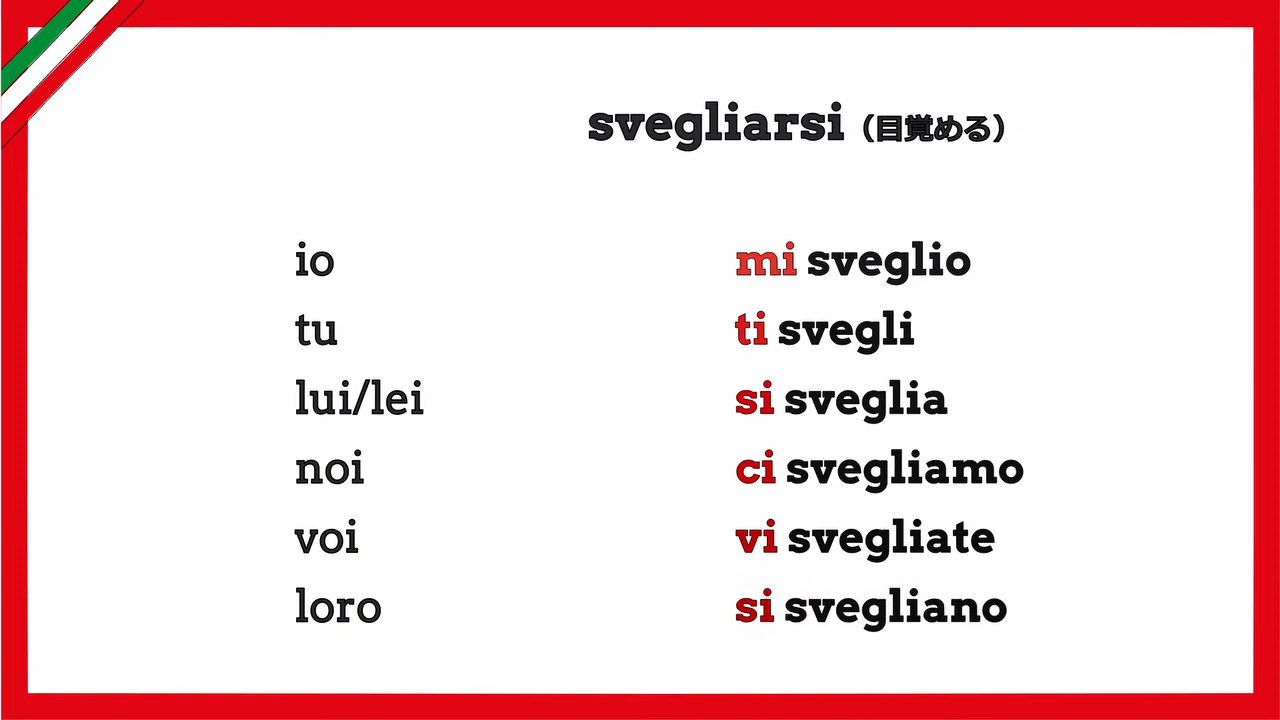 svegliarsi（目覚める）
io mi sveglio
tu ti svegli
lui/lei si sveglia
noi ci svegliamo
voi vi svegliate
loro si svegliano